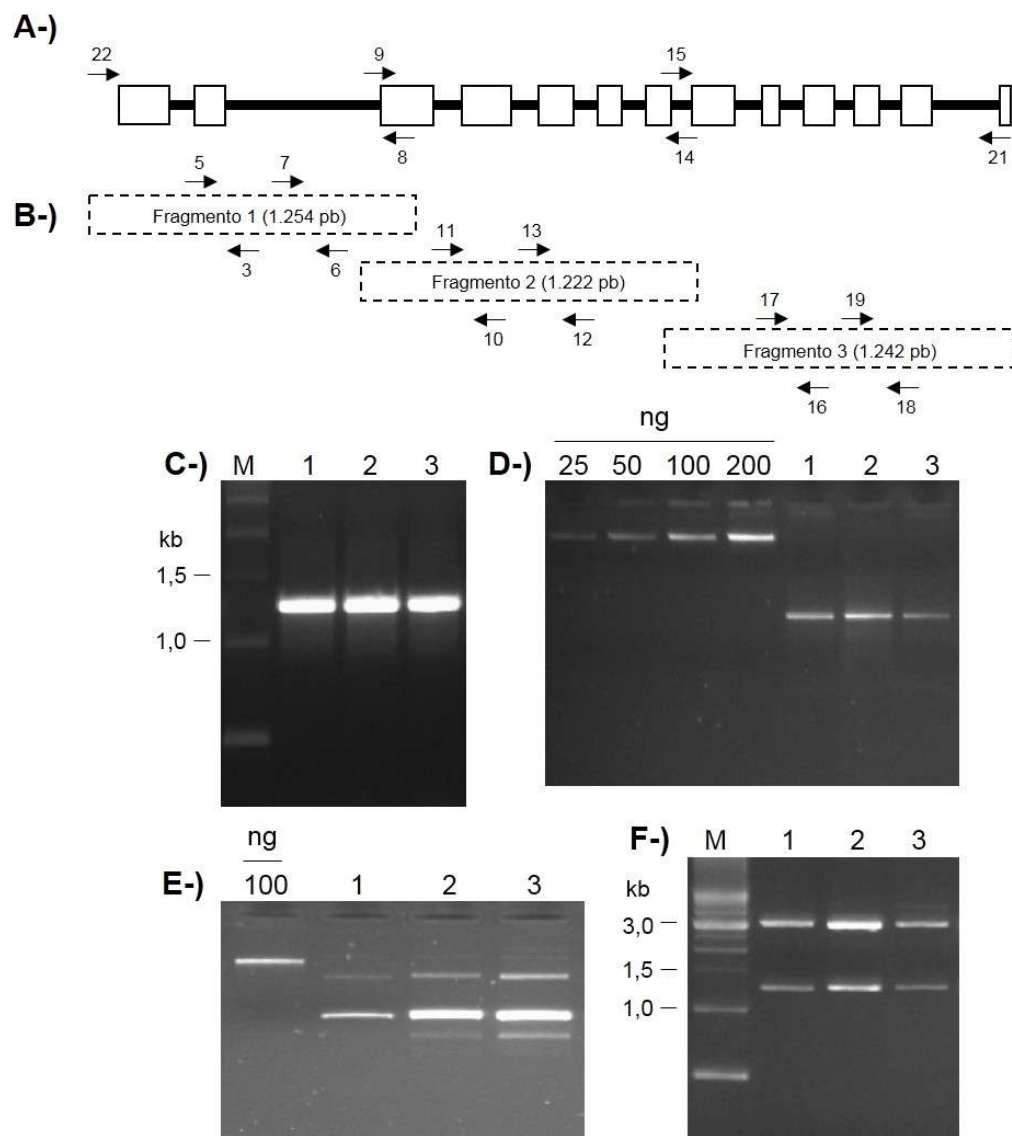 A-)
22 9 15
8 14 21
5 7
B-)
Fragmento 1 (1.254 pb)
3 6
11 13
Fragmento 2 (1.222 pb)
10 12
17 19
Fragmento 3 (1.242 pb)
16 18
C-) M 1 2 3
kb
1,5
1,0
ng
D-) 25 50 100 200 1 2 3
ng
E-) 100 1 2 3
F-) M 1 2 3
kb
3,0
1,5
1,0